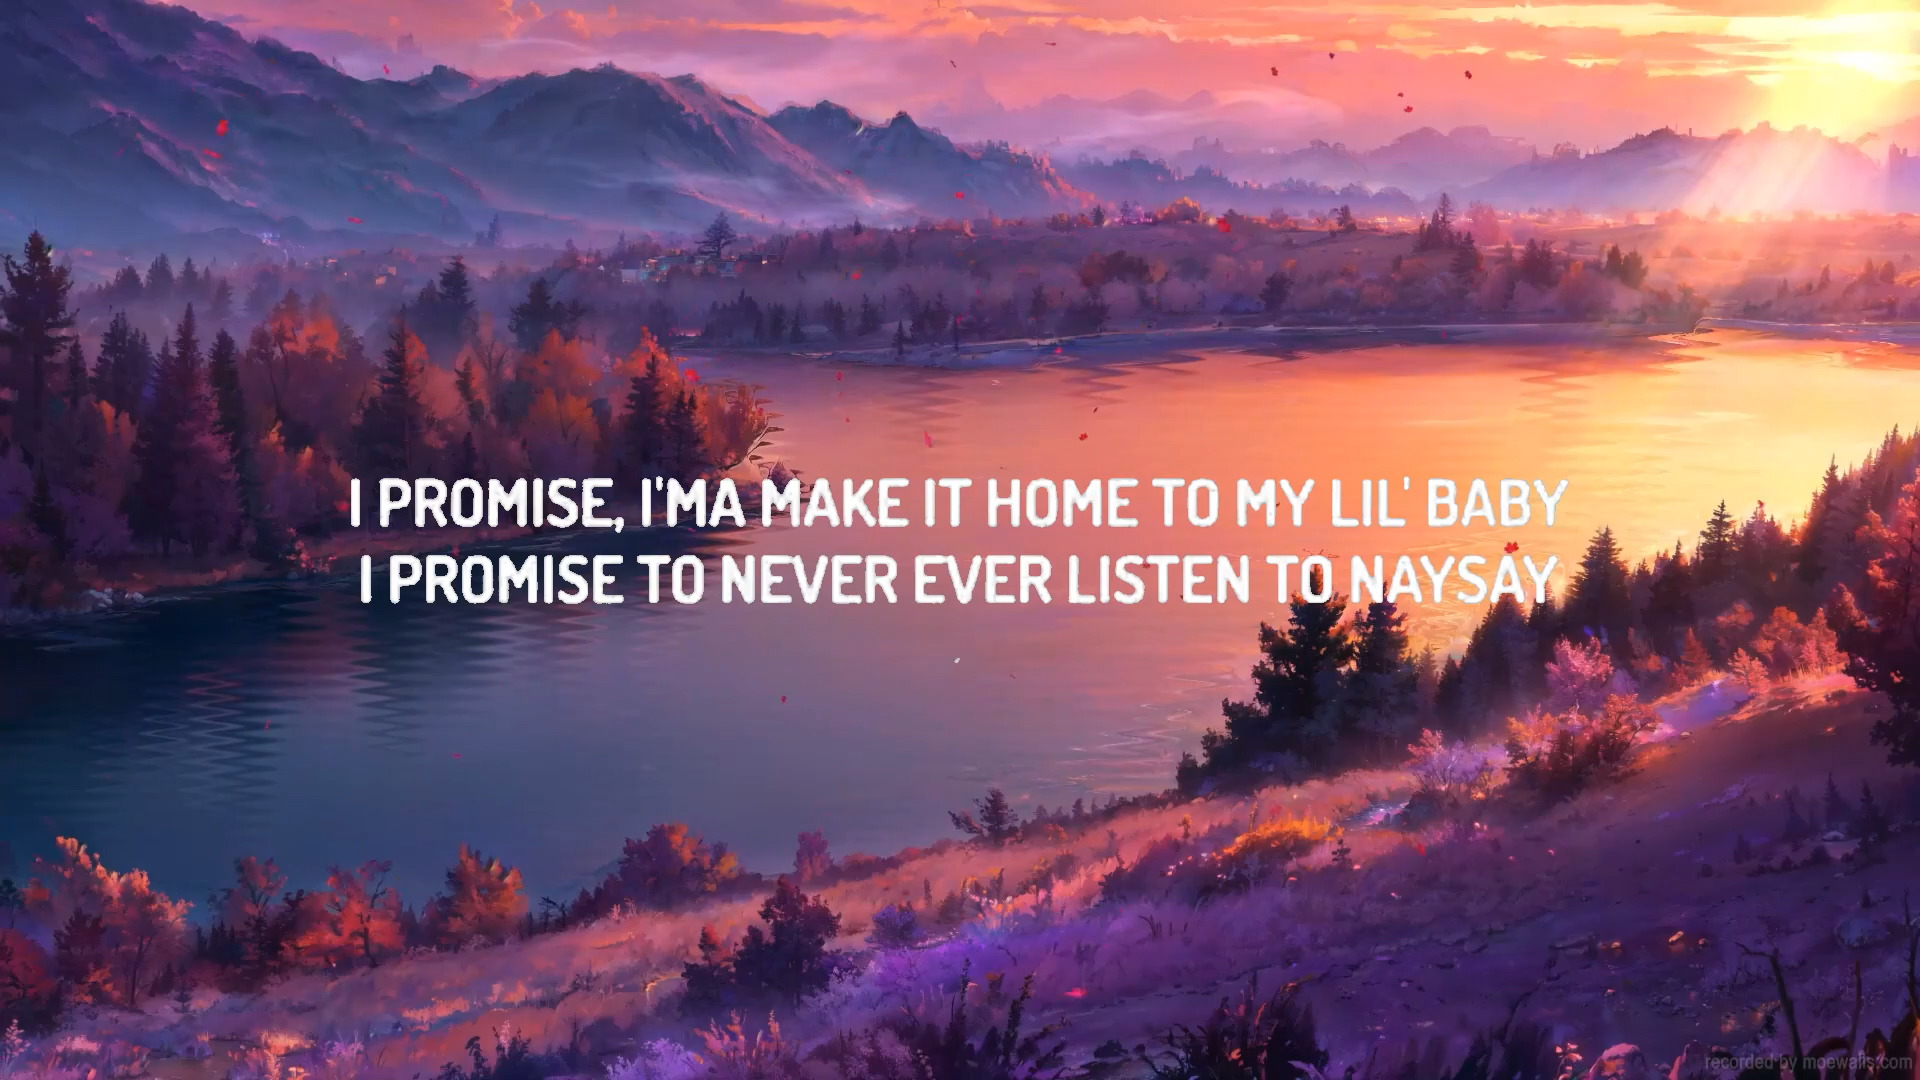 I PROMISE, I'MA MAKE IT HOME TO MY LIL' BABY
I PROMISE TO NEVER EVER LISTEN TO NAYSAY
recorded by moewalls.com